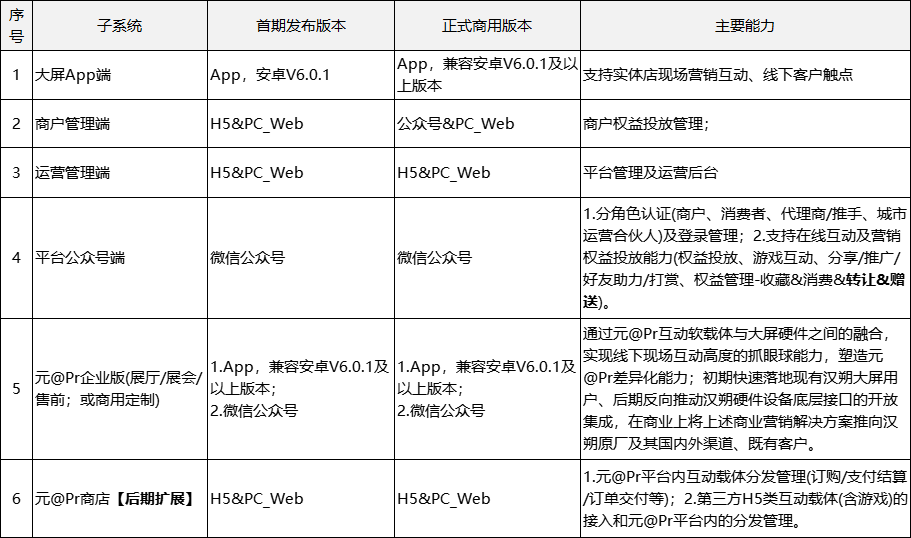 序号
子系统
首期发布版本
正式商用版本
主要能力
1
大屏App端
App，安卓V6.0.1
App，兼容安卓V6.0.1及以
上版本
支持实体店现场营销互动、线下客户触点
2
商户管理端
H5&PC_Web
公众号&PC_Web
商户权益投放管理；
3
运营管理端
H5&PC_Web
H5&PC_Web
平台管理及运营后台
4
平台公众号端
微信公众号
微信公众号
1.分角色认证(商户、消费者、代理商/推手、城市
运营合伙人)及登录管理；2.支持在线互动及营销
权益投放能力(权益投放、游戏互动、分享/推广/
好友助力/打赏、权益管理-收藏&消费&转让&赠
送)。
5
元@Pr企业版(展厅/展会/
售前；或商用定制)
1.App，兼容安卓V6.0.1及
以上版本；
2.微信公众号
1.App，兼容安卓V6.0.1及
以上版本；
2.微信公众号
通过元@Pr互动软载体与大屏硬件之间的融合，
实现线下现场互动高度的抓眼球能力，塑造元
@Pr差异化能力；初期快速落地现有汉朔大屏用
户、后期反向推动汉朔硬件设备底层接口的开放
集成，在商业上将上述商业营销解决方案推向汉
朔原厂及其国内外渠道、既有客户。
6
元@Pr商店【后期扩展】
H5&PC_Web
H5&PC_Web
1.元@Pr平台内互动载体分发管理(订购/支付结算
/订单交付等)；2.第三方H5类互动载体(含游戏)的
接入和元@Pr平台内的分发管理。